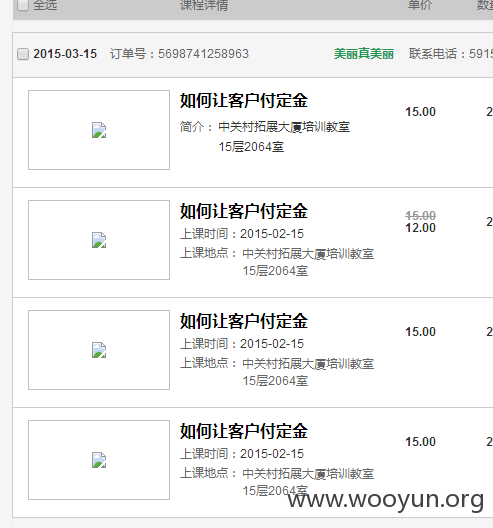 全选 课程详情 单价
2015-03-15 订单号：5698741258963 美丽真美丽 联系电话：5915
如何让客户付定金
15.00 2
简介： 中关村拓展大厦培训教室
15层2064室
如何让客户付定金
15.00
12.00 2
上课时间：2015-02-15
上课地点： 中关村拓展大厦培训教室
15层2064室
如何让客户付定金
15.00 2
上课时间：2015-02-15
上课地点： 中关村拓展大厦培训教室
15层2064室
如何让客户付定金
15.00 2
上课时间：2015-02-15
上课地点： 中关村拓展大厦培训教室
15层2064室
www.wooyun.org